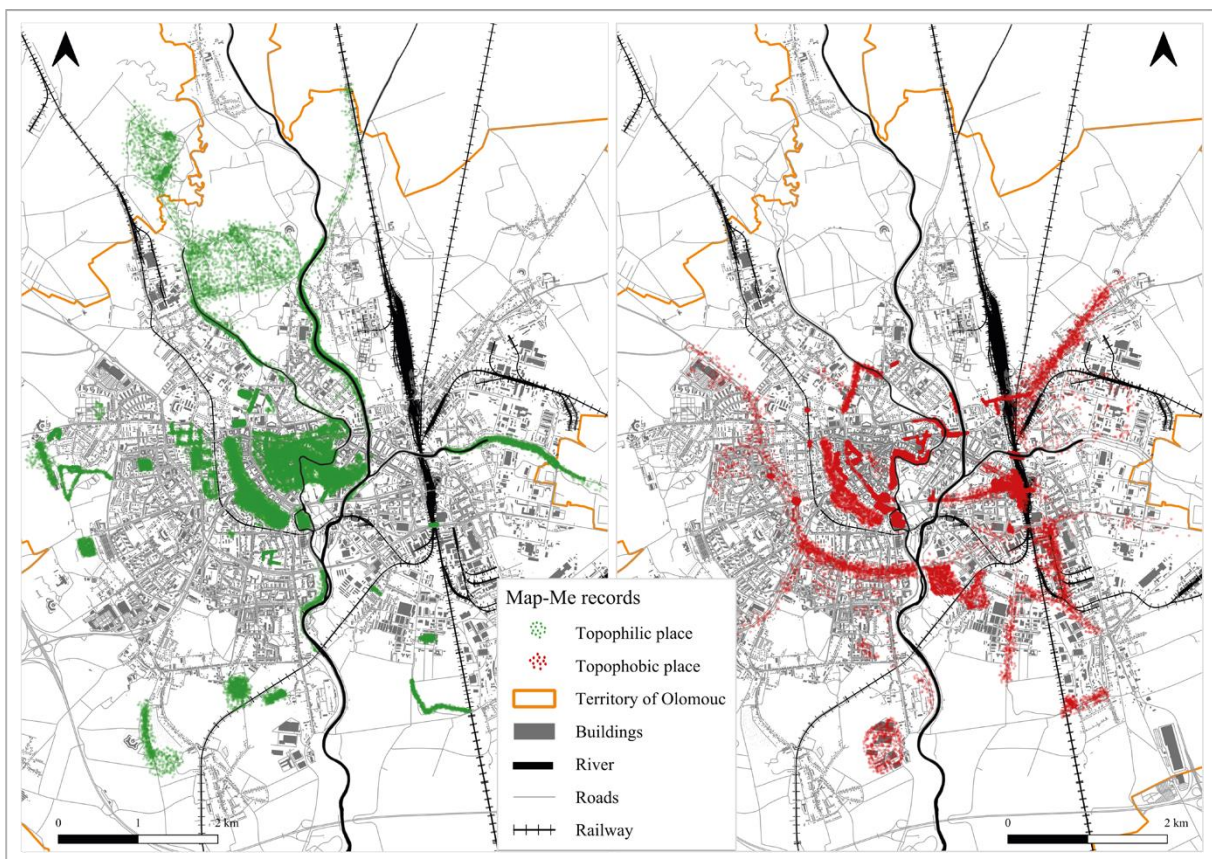 Map-Me records
Topophilic place
Topophobic place
Territory of Olomouc
Buildings
River
Roads
Railway
0 1 2 km
0 2 km